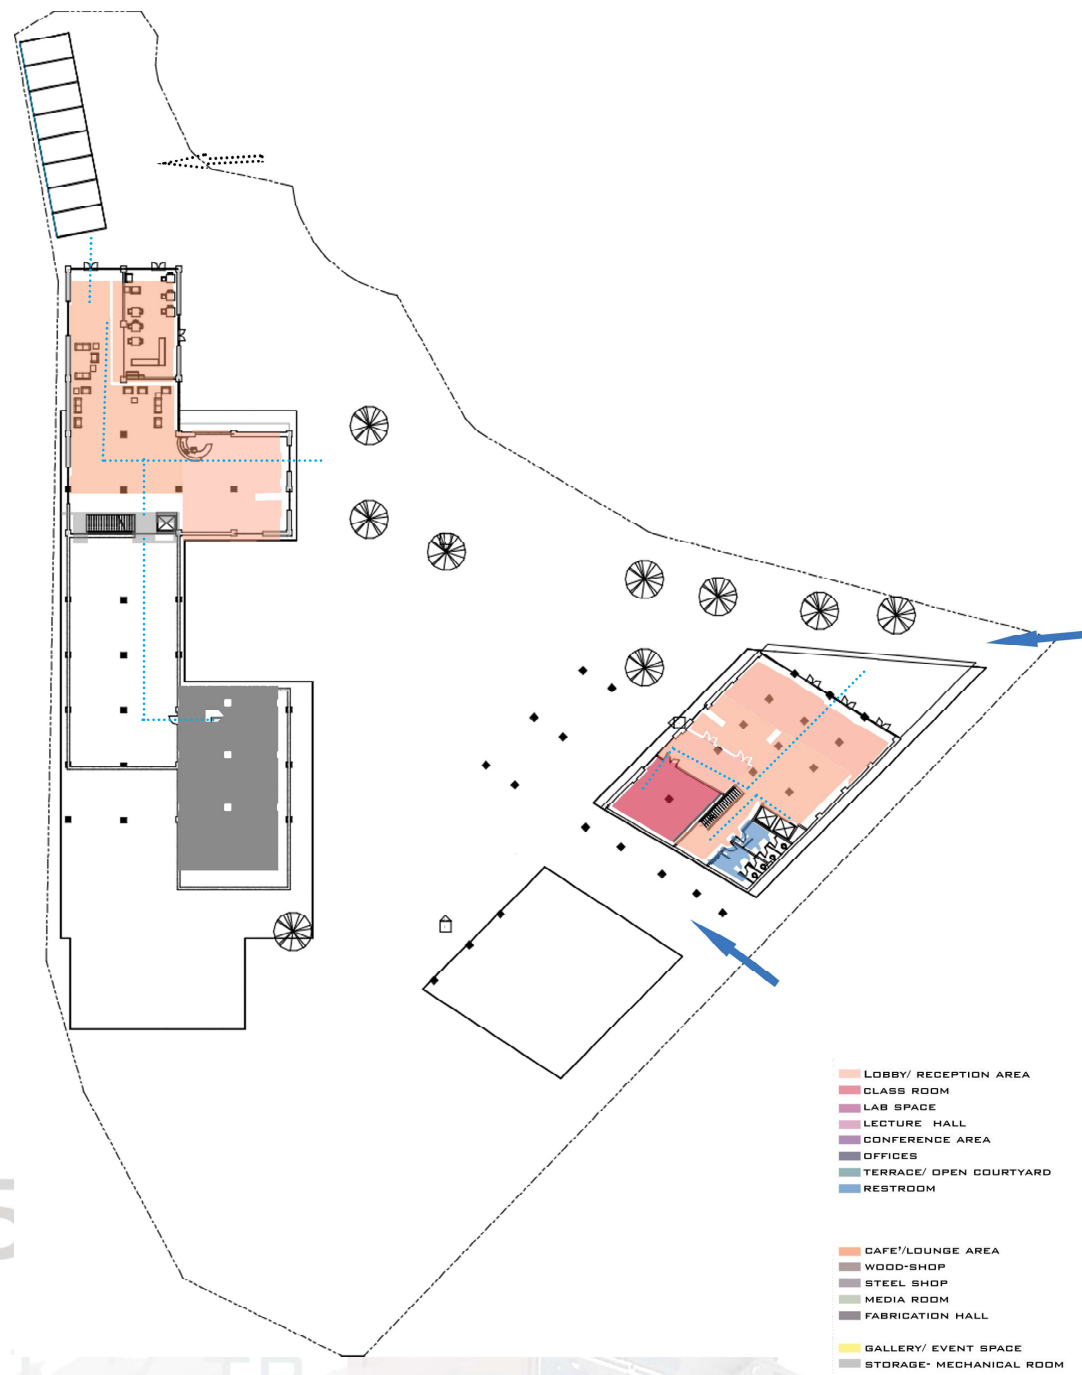 LOBBY/ RECEPTION AREA
CLASS ROOM
LAB SPACE
LECTURE HALL
CONFERENCE AREA
OFFICES
TERRACE/ OPEN COURTYARD
RESTROOM
CAFE'/LOUNGE AREA
WOOD-SHOP
STEEL SHOP
MEDIA ROOM
FABRICATION HALL
GALLERY/ EVENT SPACE
STORAGE- MECHANICAL ROOM